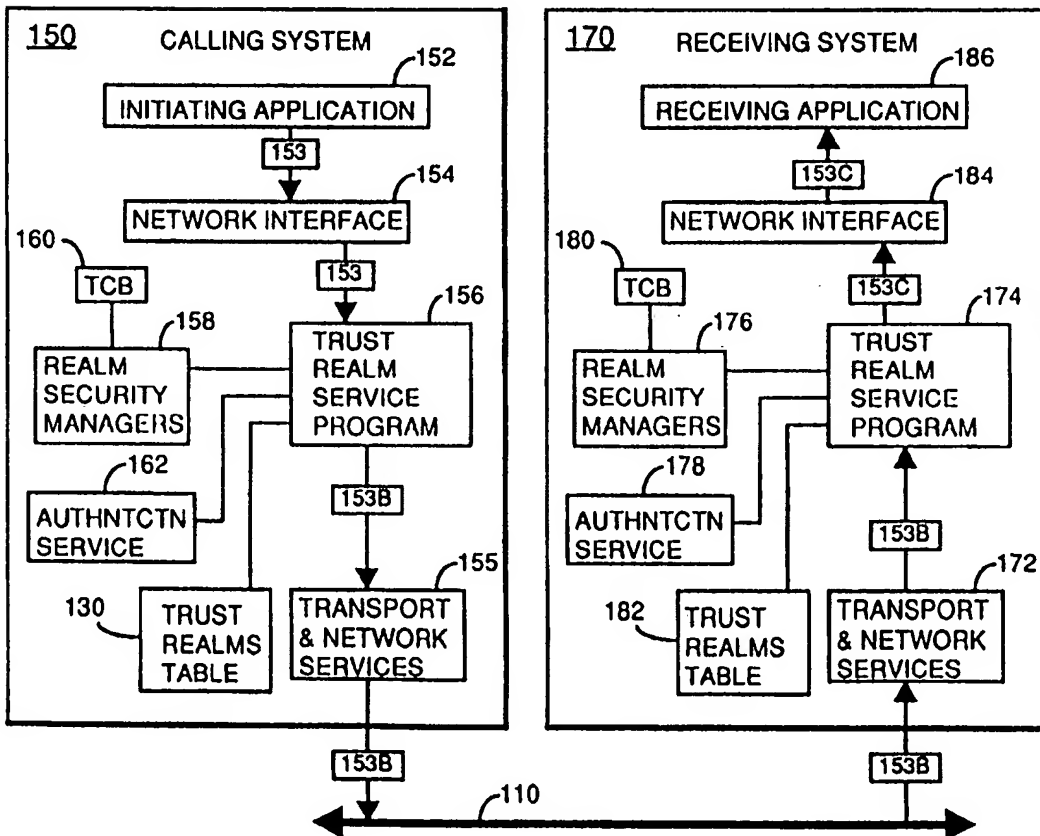 150 CALLING SYSTEM
152
INITIATING APPLICATION
153
154
NETWORK INTERFACE
160
TCB
153
156
158
REALM
SECURITY
MANAGERS
TRUST
REALM
SERVICE
PROGRAM
162
AUTHNTCTN
SERVICE
153B
155
130
TRUST
REALMS
TABLE
TRANSPORT
& NETWORK
SERVICES
153B
110
170 RECEIVING SYSTEM
186
RECEIVING APPLICATION
153C
184
NETWORK INTERFACE
180
TCB
153C
174
176
REALM
SECURITY
MANAGERS
TRUST
REALM
SERVICE
PROGRAM
178
AUTHNTCTN
SERVICE
153B
172
182
TRUST
REALMS
TABLE
TRANSPORT
& NETWORK
SERVICES
153B